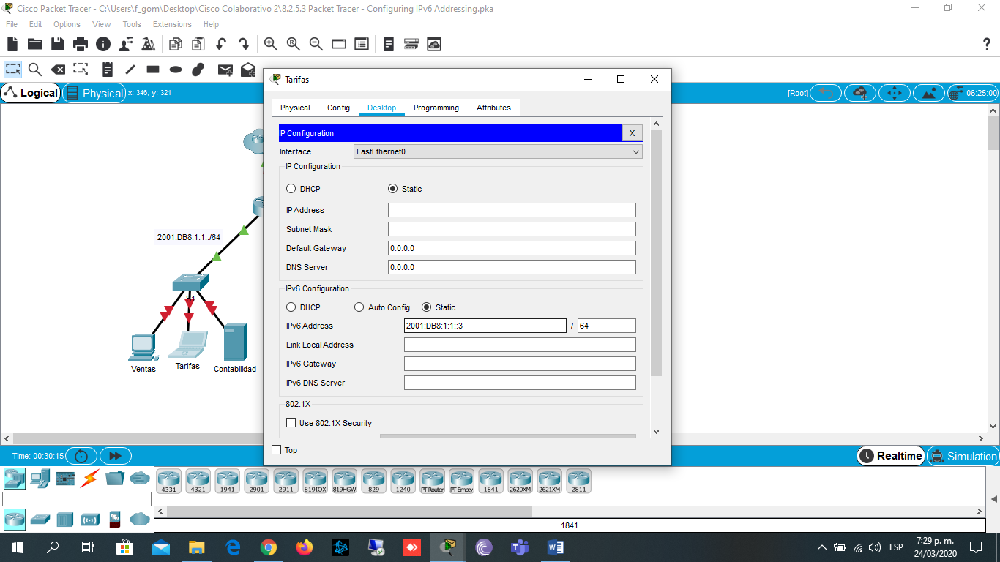 Cisco Packet Tracer - C:\Users\f_gom\Desktop\Cisco Colaborativo 2\8.2.5.3 Packet Tracer - Configuring IPv6 Addressing.pka
File Edit Options View Tools Extensions Help
Logical Physical x: 346, y: 321 [Root] 06:25:00
Tarifas
Physical Config Desktop Programming Attributes
IP Configuration X
Interface FastEthernet0
IP Configuration
DHCP Static
IP Address
Subnet Mask
Default Gateway 0.0.0.0
DNS Server 0.0.0.0
IPv6 Configuration
DHCP Auto Config Static
IPv6 Address 2001:DB8:1:1::3 / 64
Link Local Address
IPv6 Gateway
IPv6 DNS Server
802.1X
Use 802.1X Security
Top
2001:DB8:1:1::/64
S1
Ventas Tarifas Contabilidad
Time: 00:30:15 Realtime Simulation
4331 4321 1941 2901 2911 819IOX 819HGW 829 1240 PT-Router PT-Empty 1841 2620XM 2621XM 2811
1841
ESP
7:29 p. m.
24/03/2020